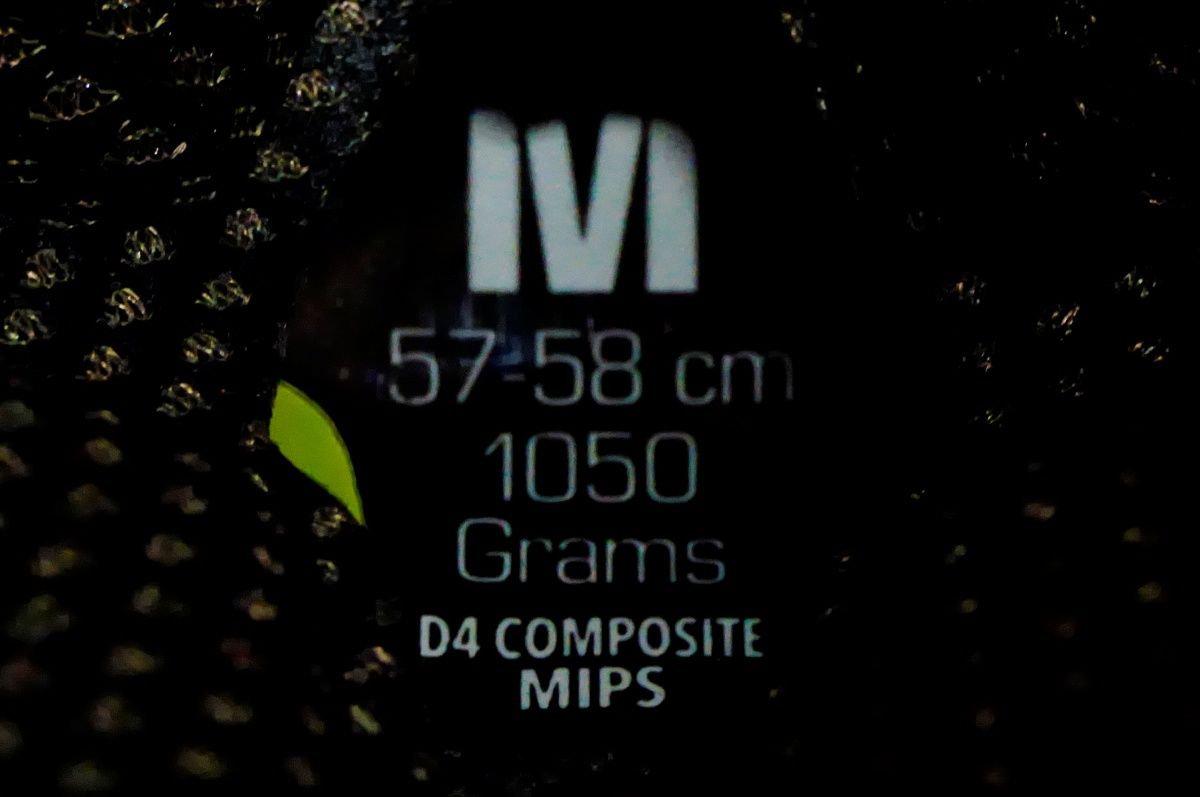 M
57-58 cm
1050
Grams
D4 COMPOSITE
MIPS